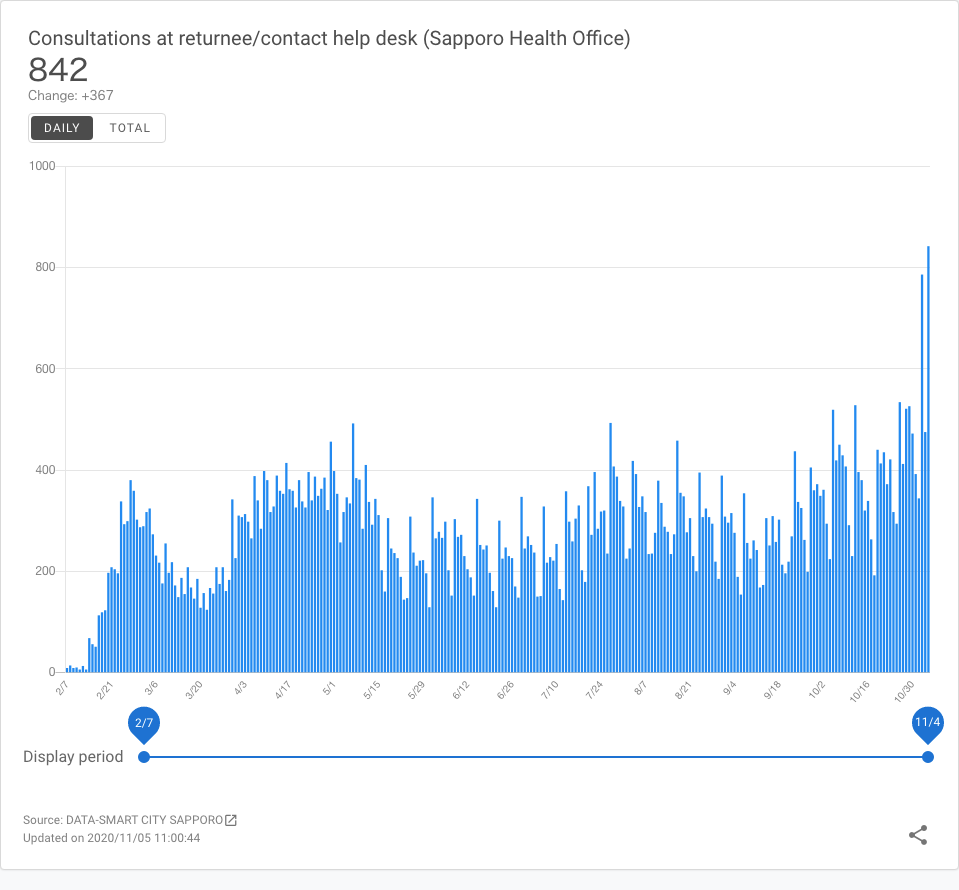 Consultations at returnee/contact help desk (Sapporo Health Office)
842
Change: +367
DAILY TOTAL
1000
800
600
400
200
0
2/7 2/21 3/6 3/20 4/3 4/17 5/1 5/15 5/29 6/12 6/26 7/10 7/24 8/7 8/21 9/4 9/18 10/2 10/16 10/30
2/7 11/4
Display period
Source: DATA-SMART CITY SAPPORO
Updated on 2020/11/05 11:00:44